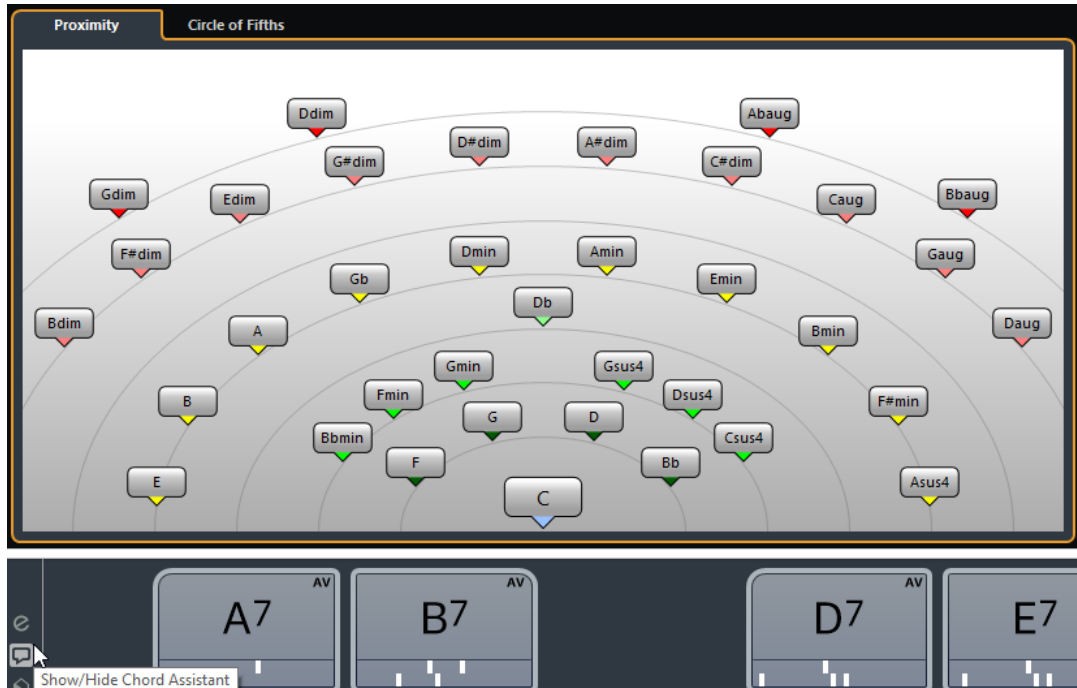 Proximity Circle of Fifths
Ddim Abaug
D#dim A#dim
G#dim C#dim
Gdim Edim Caug Bbaug
F#dim Dmin Amin Gaug
Gb Emin
Db
Bdim A Bmin Daug
Gmin Gsus4
Fmin Dsus4
B F#min
G D
Bbmin Csus4
F Bb
E Asus4
C
AV AV AV
A7 B7 D7 E7
e
Show/Hide Chord Assistant